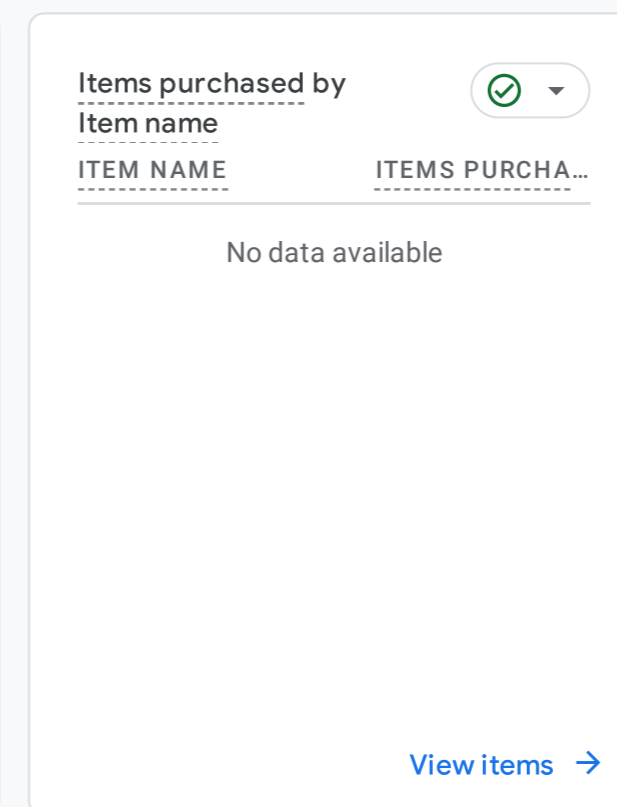 Items purchased by
Item name
ITEM NAME ITEMS PURCHA...
No data available
View items